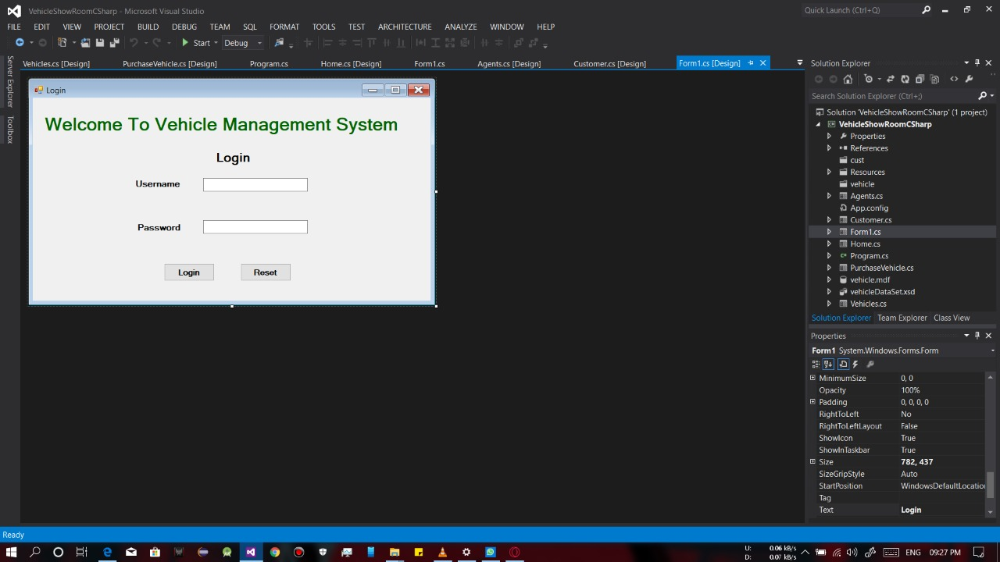 VehicleShowRoomCSharp - Microsoft Visual Studio
Quick Launch (Ctrl+Q)
FILE EDIT VIEW PROJECT BUILD DEBUG TEAM SQL FORMAT TOOLS TEST ARCHITECTURE ANALYZE WINDOW HELP
Start Debug
Server Explorer
Toolbox
Vehicles.cs [Design] PurchaseVehicle.cs [Design] Program.cs Home.cs [Design] Form1.cs Agents.cs [Design] Customer.cs [Design] Form1.cs [Design]
Login
Welcome To Vehicle Management System
Login
Username
Password
Login Reset
Solution Explorer
Search Solution Explorer (Ctrl+;)
Solution 'VehicleShowRoomCSharp' (1 project)
VehicleShowRoomCSharp
Properties
References
cust
Resources
vehicle
Agents.cs
App.config
Customer.cs
Form1.cs
Home.cs
Program.cs
PurchaseVehicle.cs
vehicle.mdf
vehicleDataSet.xsd
Vehicles.cs
Solution Explorer Team Explorer Class View
Properties
Form1 System.Windows.Forms.Form
MinimumSize 0, 0
Opacity 100%
Padding 0, 0, 0, 0
RightToLeft No
RightToLeftLayout False
ShowIcon True
ShowInTaskbar True
Size 782, 437
SizeGripStyle Auto
StartPosition WindowsDefaultLocation
Tag
Text Login
Ready
U: 0.06 kB/s
D: 0.07 kB/s
ENG 09:27 PM